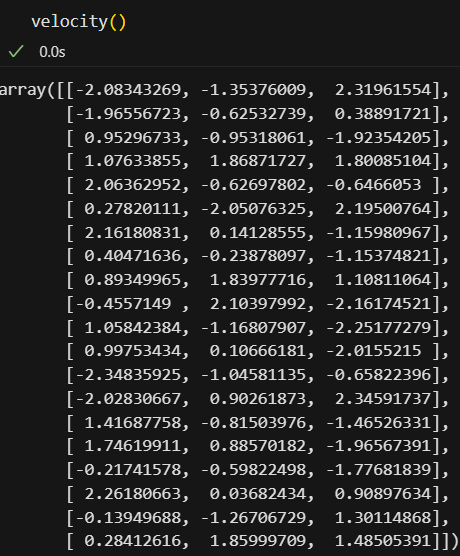 velocity()
✓ 0.0s
array([[-2.08343269, -1.35376009,  2.31961554],
       [-1.96556723, -0.62532739,  0.38891721],
       [ 0.95296733, -0.95318061, -1.92354205],
       [ 1.07633855,  1.86871727,  1.80085104],
       [ 2.06362952, -0.62697802, -0.6466053 ],
       [ 0.27820111, -2.05076325,  2.19500764],
       [ 2.16180831,  0.14128555, -1.15980967],
       [ 0.40471636, -0.23878097, -1.15374821],
       [ 0.89349965,  1.83977716,  1.10811064],
       [-0.4557149 ,  2.10397992, -2.16174521],
       [ 1.05842384, -1.16807907, -2.25177279],
       [ 0.99753434,  0.10666181, -2.0155215 ],
       [-2.34835925, -1.04581135, -0.65822396],
       [-2.02830667,  0.90261873,  2.34591737],
       [ 1.41687758, -0.81503976, -1.46526331],
       [ 1.74619911,  0.88570182, -1.96567391],
       [-0.21741578, -0.59822498, -1.77681839],
       [ 2.26180663,  0.03682434,  0.90897634],
       [-0.13949688, -1.26706729,  1.30114868],
       [ 0.28412616,  1.85999709,  1.48505391]])